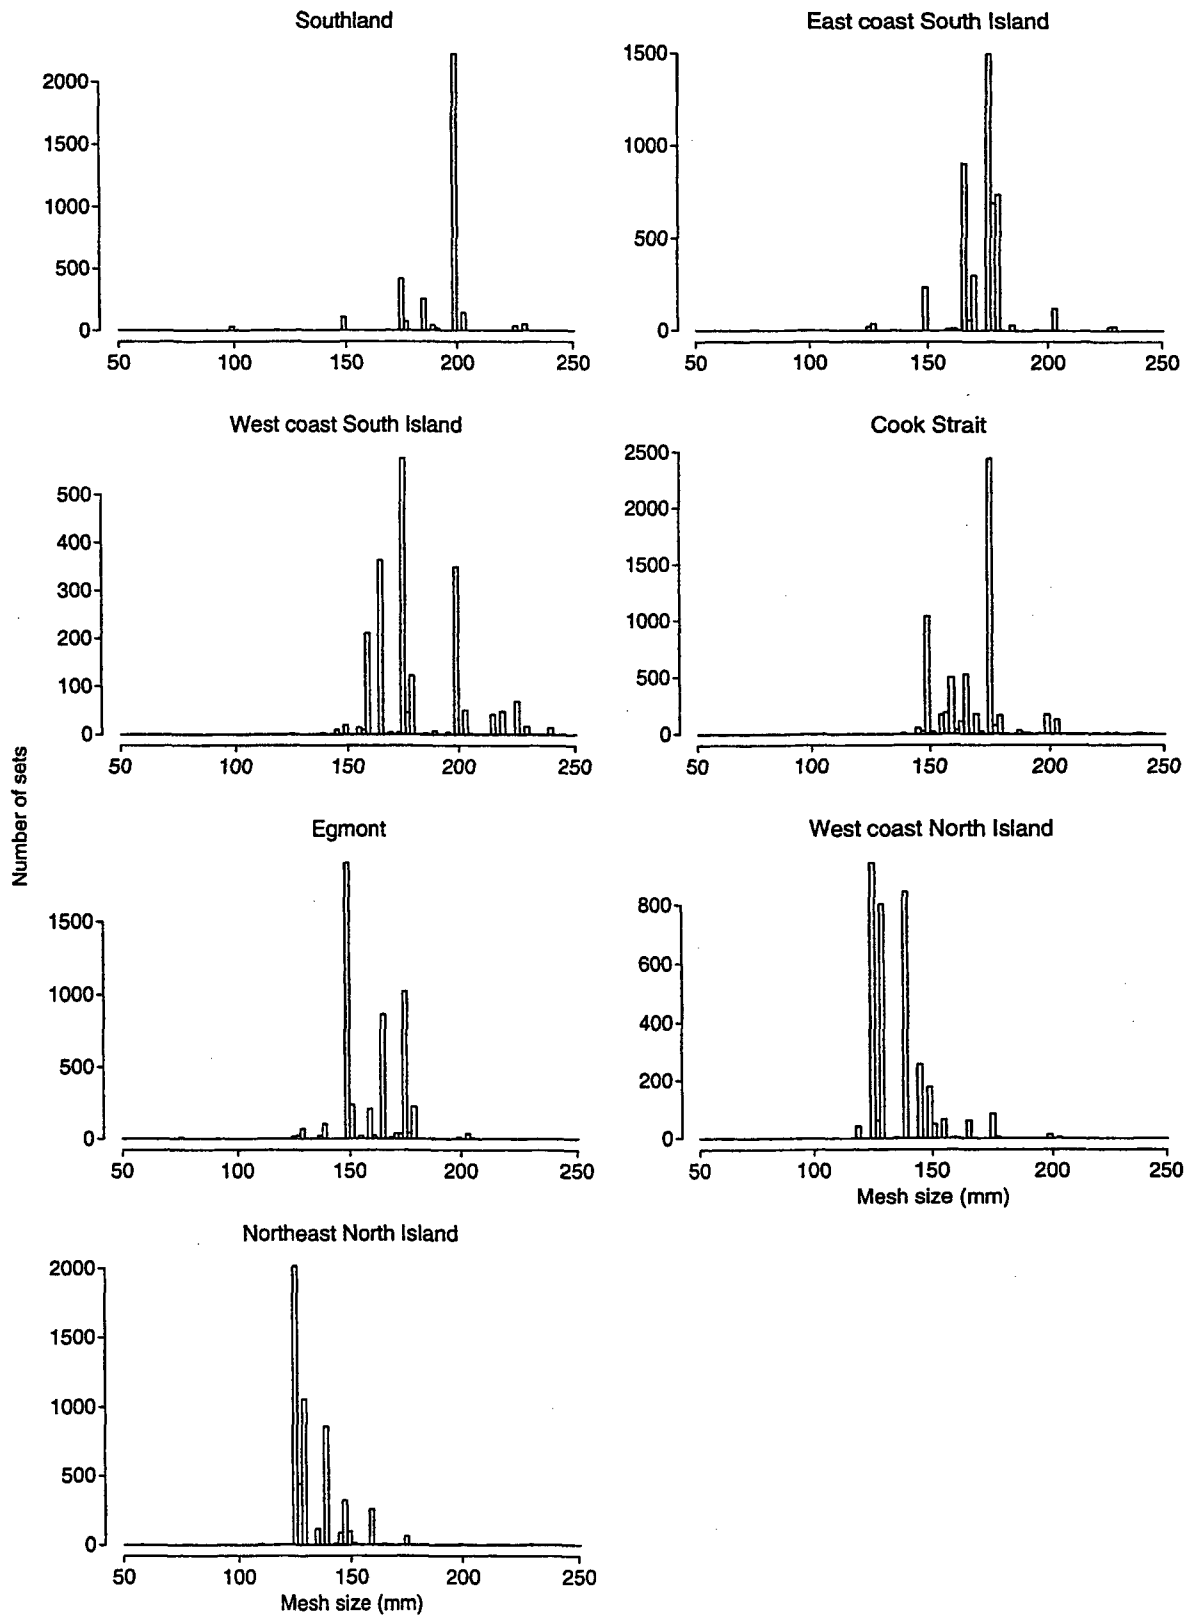 Southland
East coast South Island
2000
1500
1000
500
0
50 100 150 200 250
1500
1000
500
0
50 100 150 200 250
West coast South Island
Cook Strait
500
400
300
200
100
0
50 100 150 200 250
2500
2000
1500
1000
500
0
50 100 150 200 250
Number of sets
Egmont
West coast North Island
1500
1000
500
0
50 100 150 200 250
800
600
400
200
0
50 100 150 200 250
Mesh size (mm)
Northeast North Island
2000
1500
1000
500
0
50 100 150 200 250
Mesh size (mm)